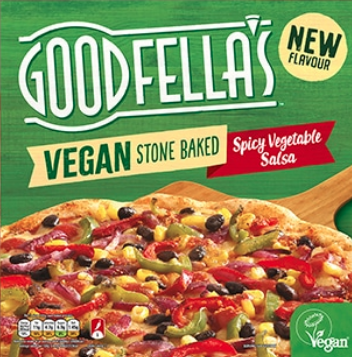 GOODFELLA'S
NEW
FLAVOUR
VEGAN STONE BAKED
Spicy Vegetable
Salsa
Vegan